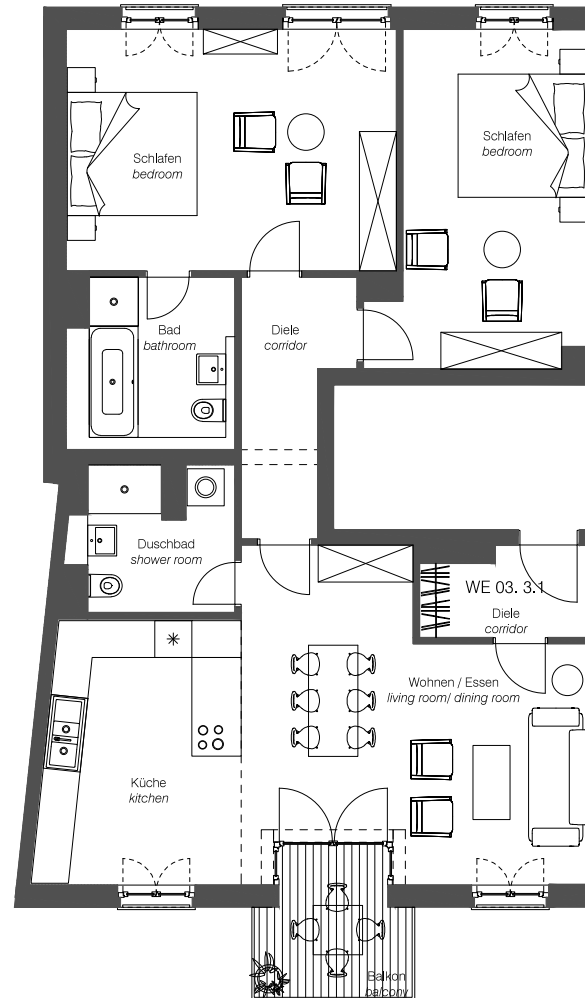 Schlafen
bedroom
Schlafen
bedroom
Bad
bathroom
Diele
corridor
Duschbad
shower room
WE 03. 3.1
Diele
corridor
Wohnen / Essen
living room/ dining room
Küche
kitchen
Balkon
balcony